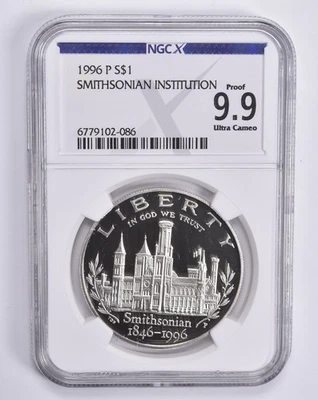 NGCX
1996 P S$1
SMITHSONIAN INSTITUTION
6779102-086
Proof
9.9
Ultra Cameo
LIBERTY
IN GOD WE TRUST
Smithsonian
1846-1996